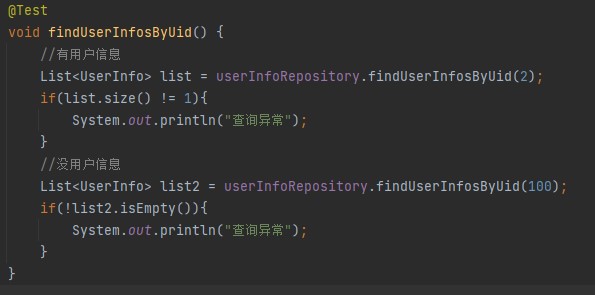 @Test
void findUserInfosByUid() {
    //有用户信息
    List<UserInfo> list = userInfoRepository.findUserInfosByUid(2);
    if(list.size() != 1){
        System.out.println("查询异常");
    }
    //没用户信息
    List<UserInfo> list2 = userInfoRepository.findUserInfosByUid(100);
    if(!list2.isEmpty()){
        System.out.println("查询异常");
    }
}